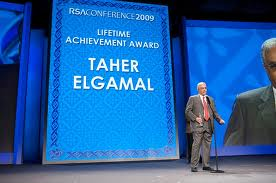 RSACONFERENCE2009
LIFETIME
ACHIEVEMENT AWARD
TAHER
ELGAMAL